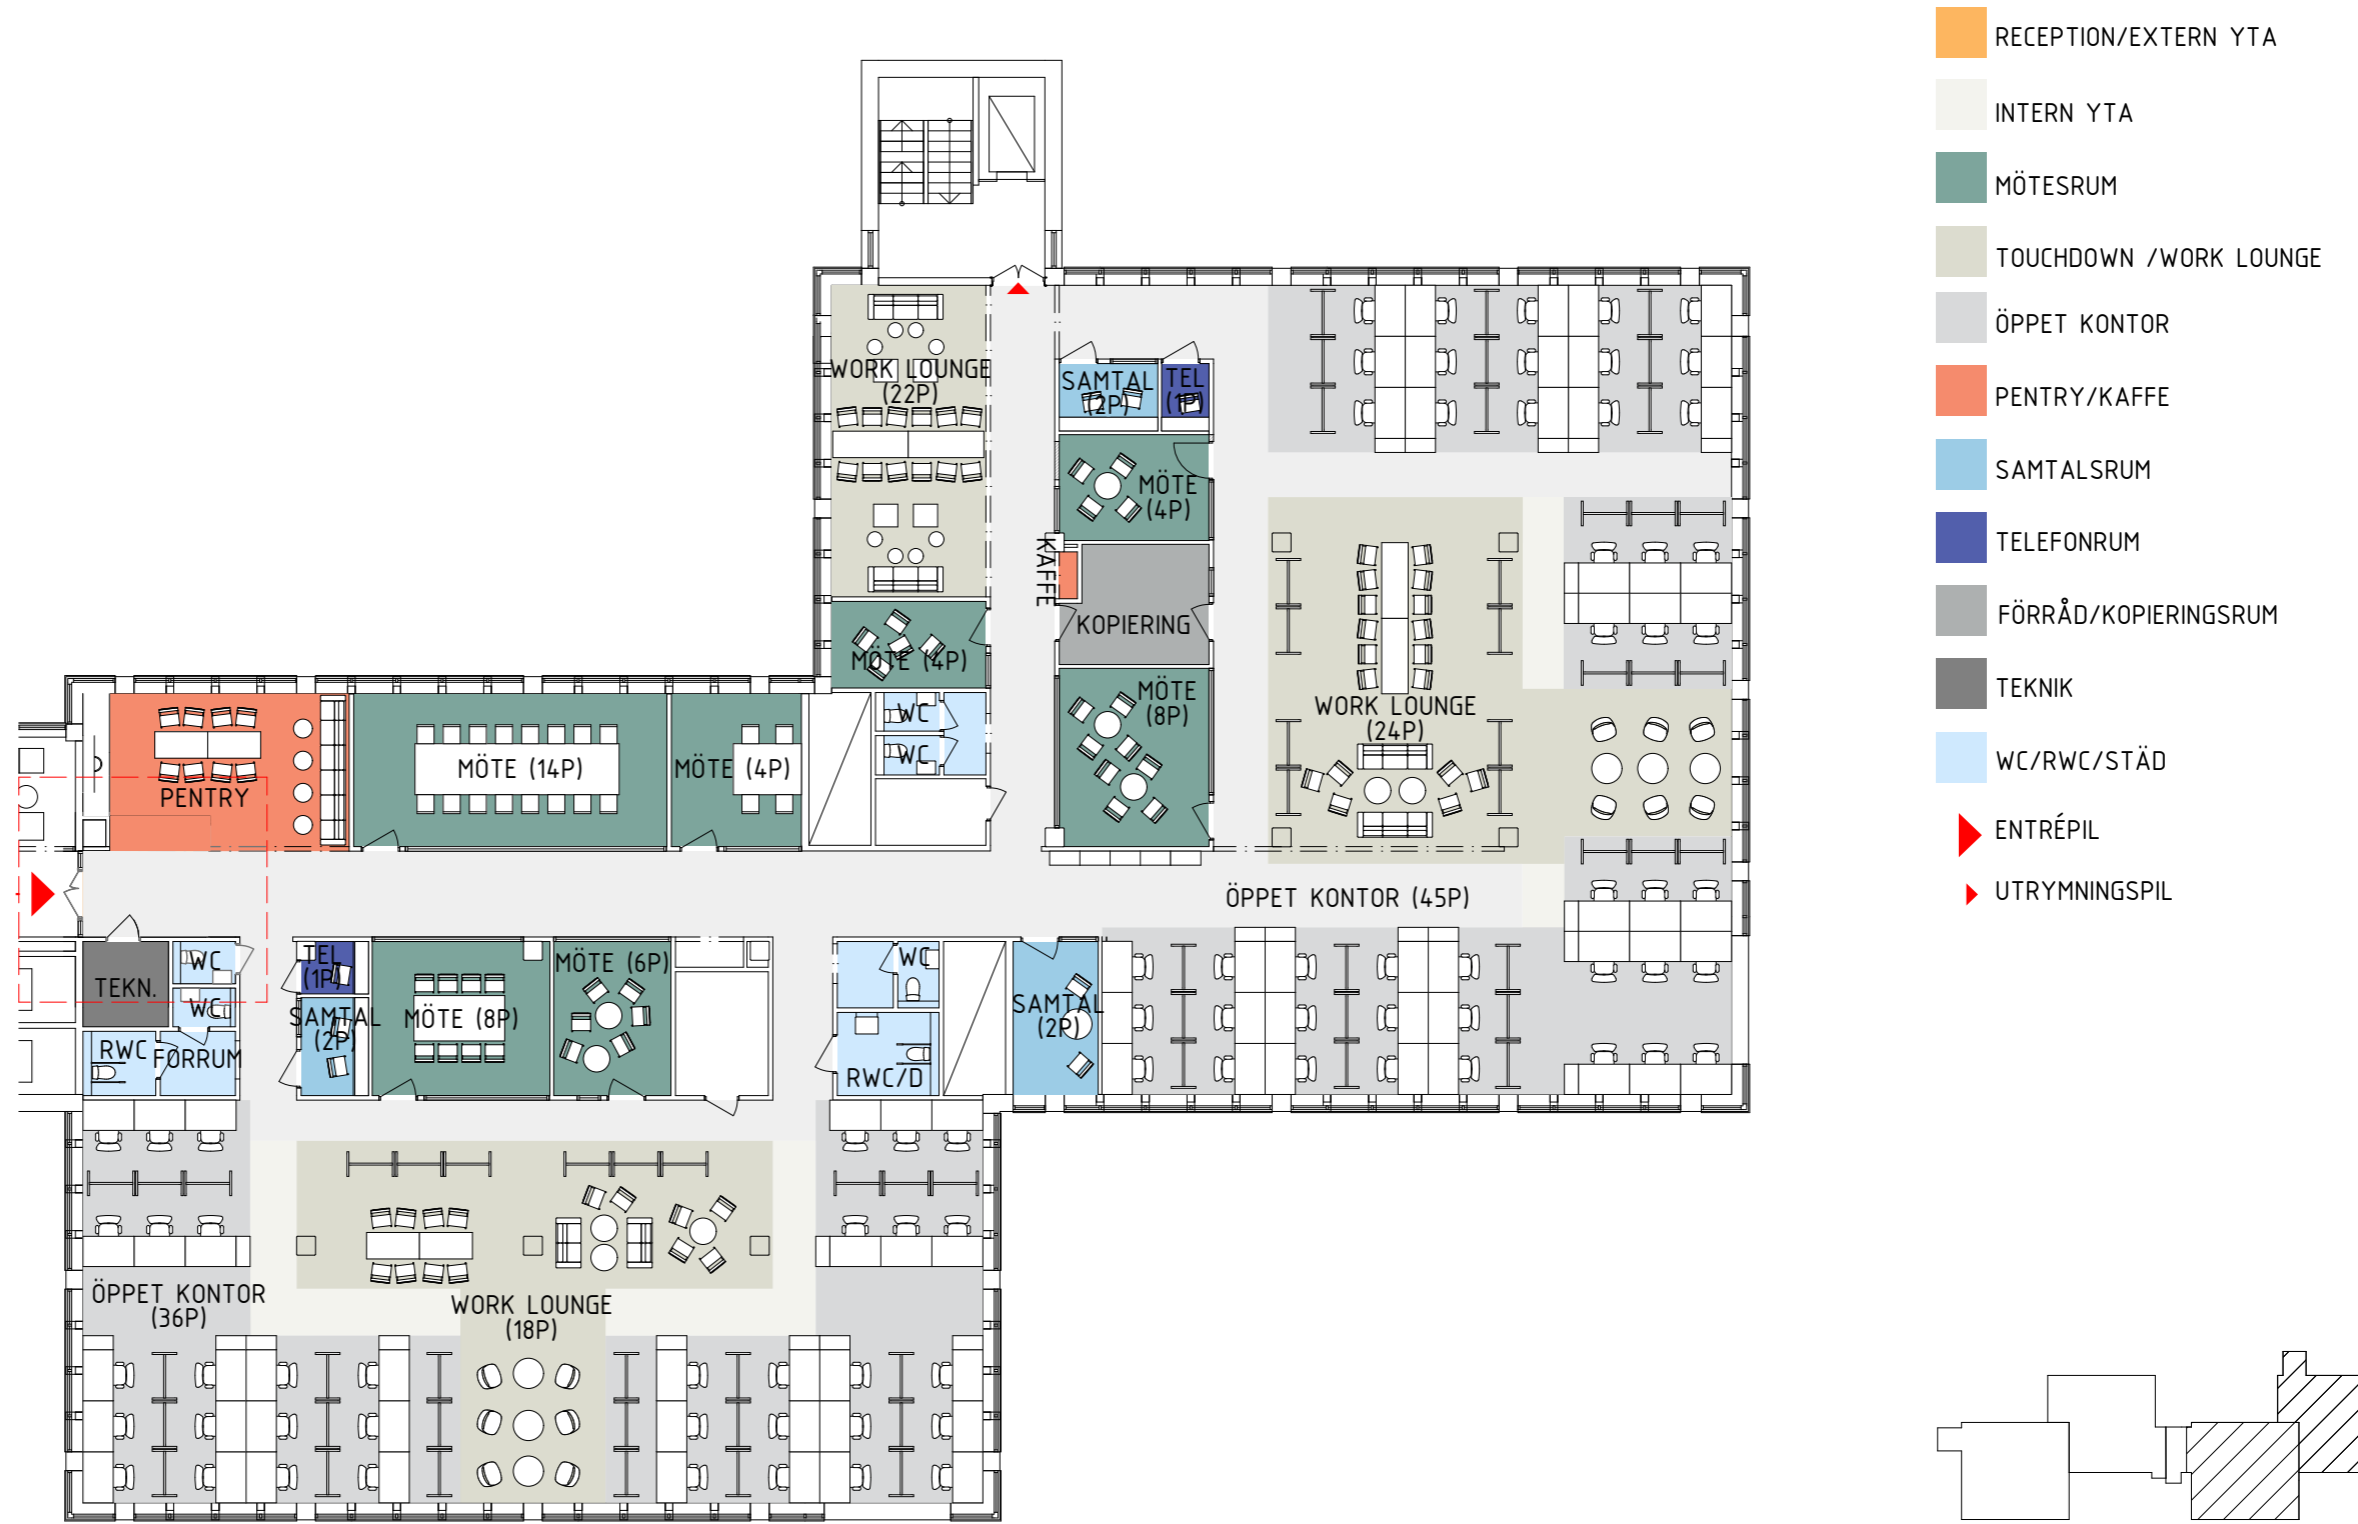 RECEPTION/EXTERN YTA
INTERN YTA
MÖTESRUM
TOUCHDOWN /WORK LOUNGE
ÖPPET KONTOR
PENTRY/KAFFE
SAMTALSRUM
TELEFONRUM
FÖRRÅD/KOPIERINGSRUM
TEKNIK
WC/RWC/STÄD
ENTRÉPIL
UTRYMNINGSPIL
WORK LOUNGE
(22P)
SAMTAL
(2P)
TEL
(1P)
MÖTE
(4P)
KAFFE
KOPIERING
MÖTE (4P)
MÖTE
(8P)
WC
WC
WORK LOUNGE
(24P)
PENTRY
MÖTE (14P)
MÖTE (4P)
ÖPPET KONTOR (45P)
TEKN.
WC
WC
RWC
FÖRRUM
TEL
(1P)
SAMTAL
(2P)
MÖTE (8P)
MÖTE (6P)
WC
RWC/D
SAMTAL
(2P)
ÖPPET KONTOR
(36P)
WORK LOUNGE
(18P)